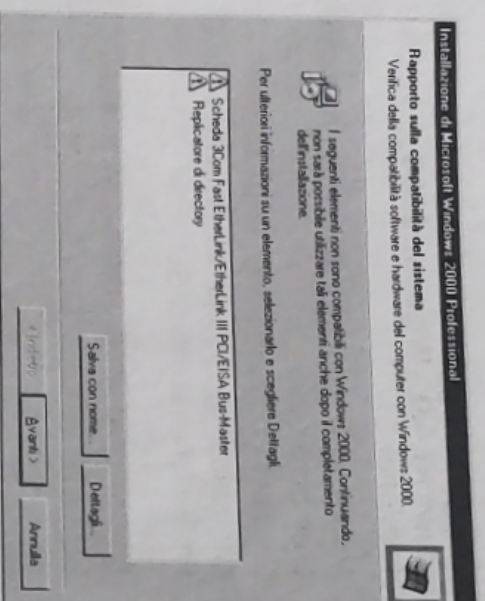 Installazione di Microsoft Windows 2000 Professional
Rapporto sulla compatibilità del sistema
Verifica della compatibilità software e hardware del computer con Windows 2000.
I seguenti elementi non sono compatibili con Windows 2000. Continuando,
non sarà possibile utilizzare tali elementi anche dopo il completamento
dell'installazione.
Per ulteriori informazioni su un elemento, selezionarlo e scegliere Dettagli.
Scheda 3Com Fast EtherLink/EtherLink III PCI/EISA Bus-Master
Replicatore di directory
Salva con nome... Dettagli...
< Indietro Avanti > Annulla